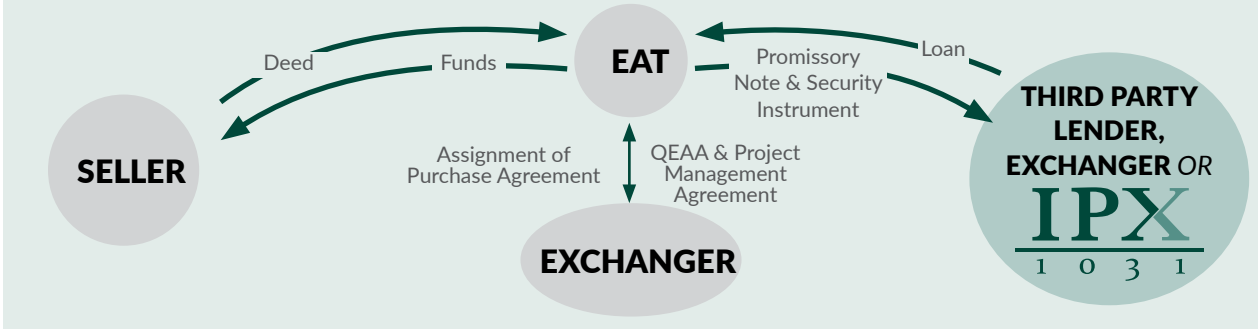 Deed
Funds
EAT
Promissory
Note & Security
Instrument
Loan
SELLER
Assignment of
Purchase Agreement
QEAA & Project
Management
Agreement
EXCHANGER
THIRD PARTY
LENDER,
EXCHANGER OR
IPX
1 0 3 1